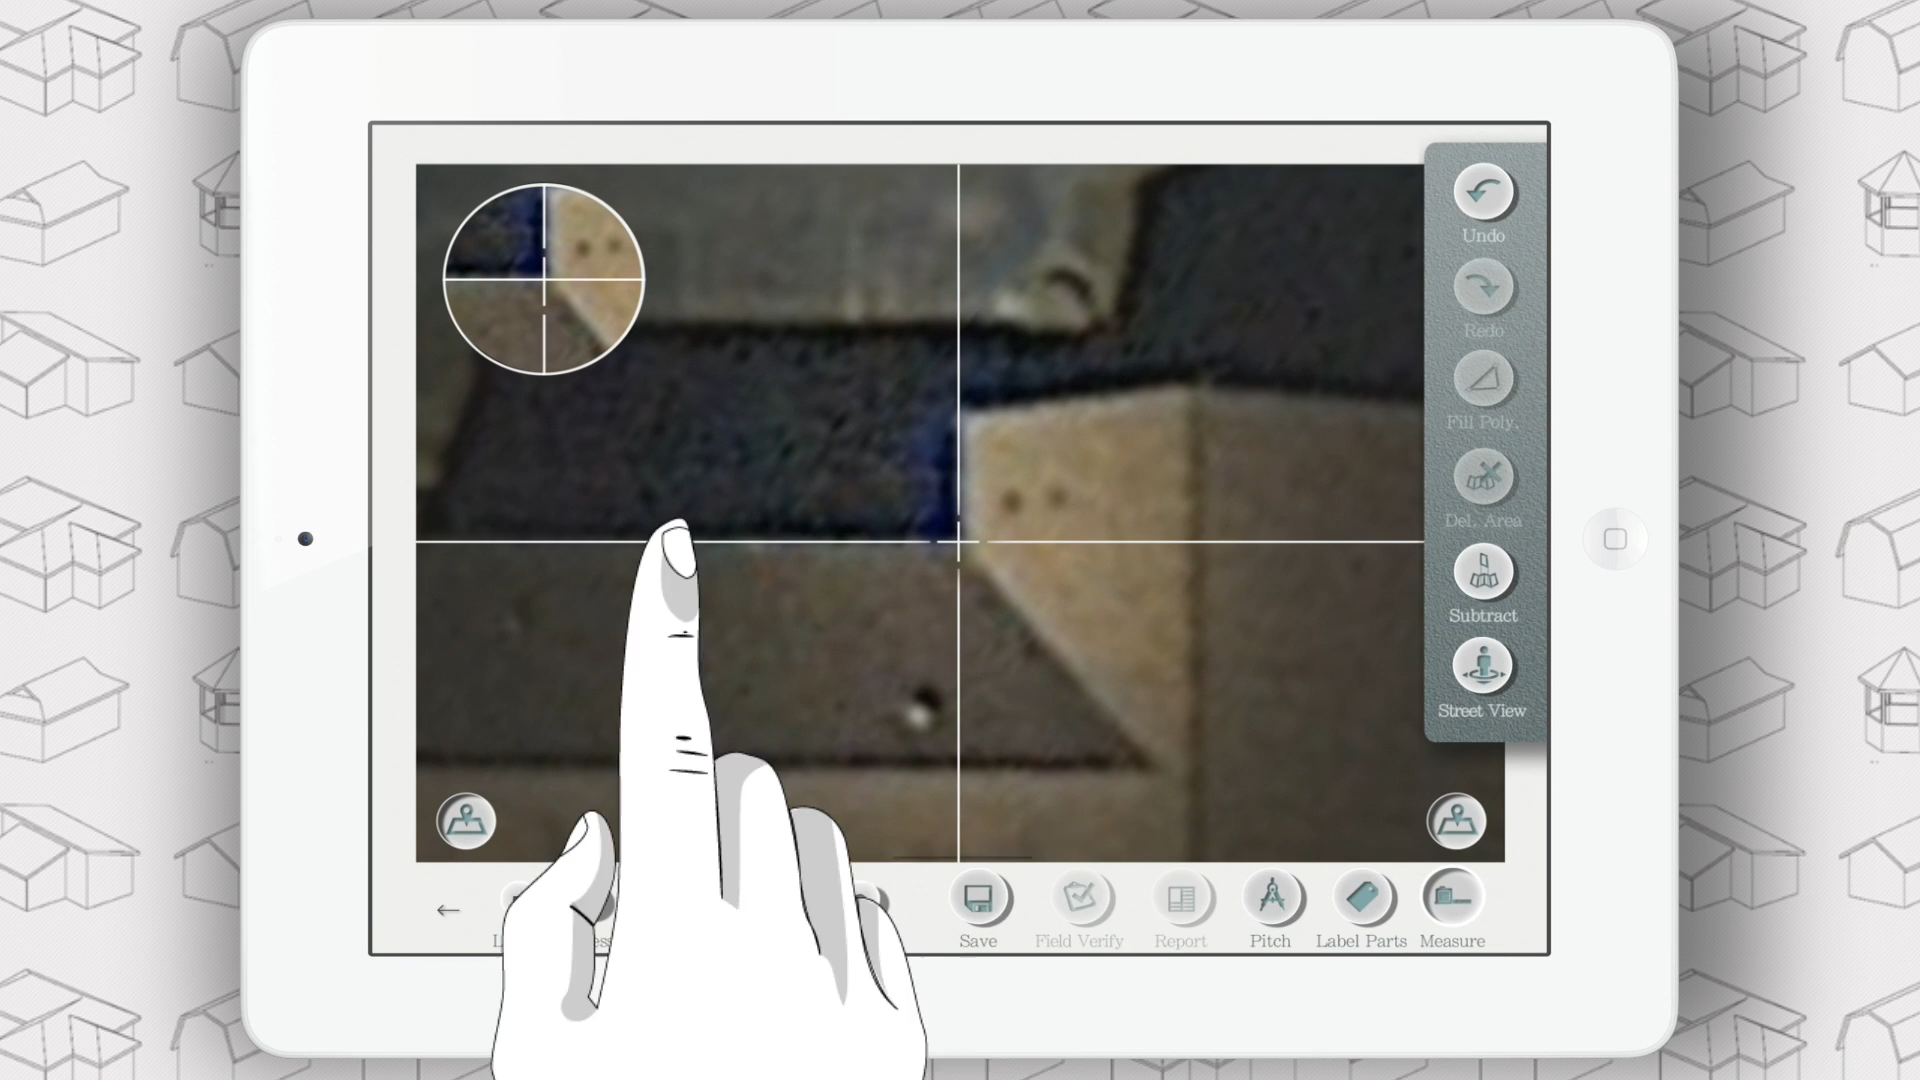 Undo
Redo
Fill Poly.
Del. Area
Subtract
Street View
Save
Field Verify
Report
Pitch
Label Parts
Measure